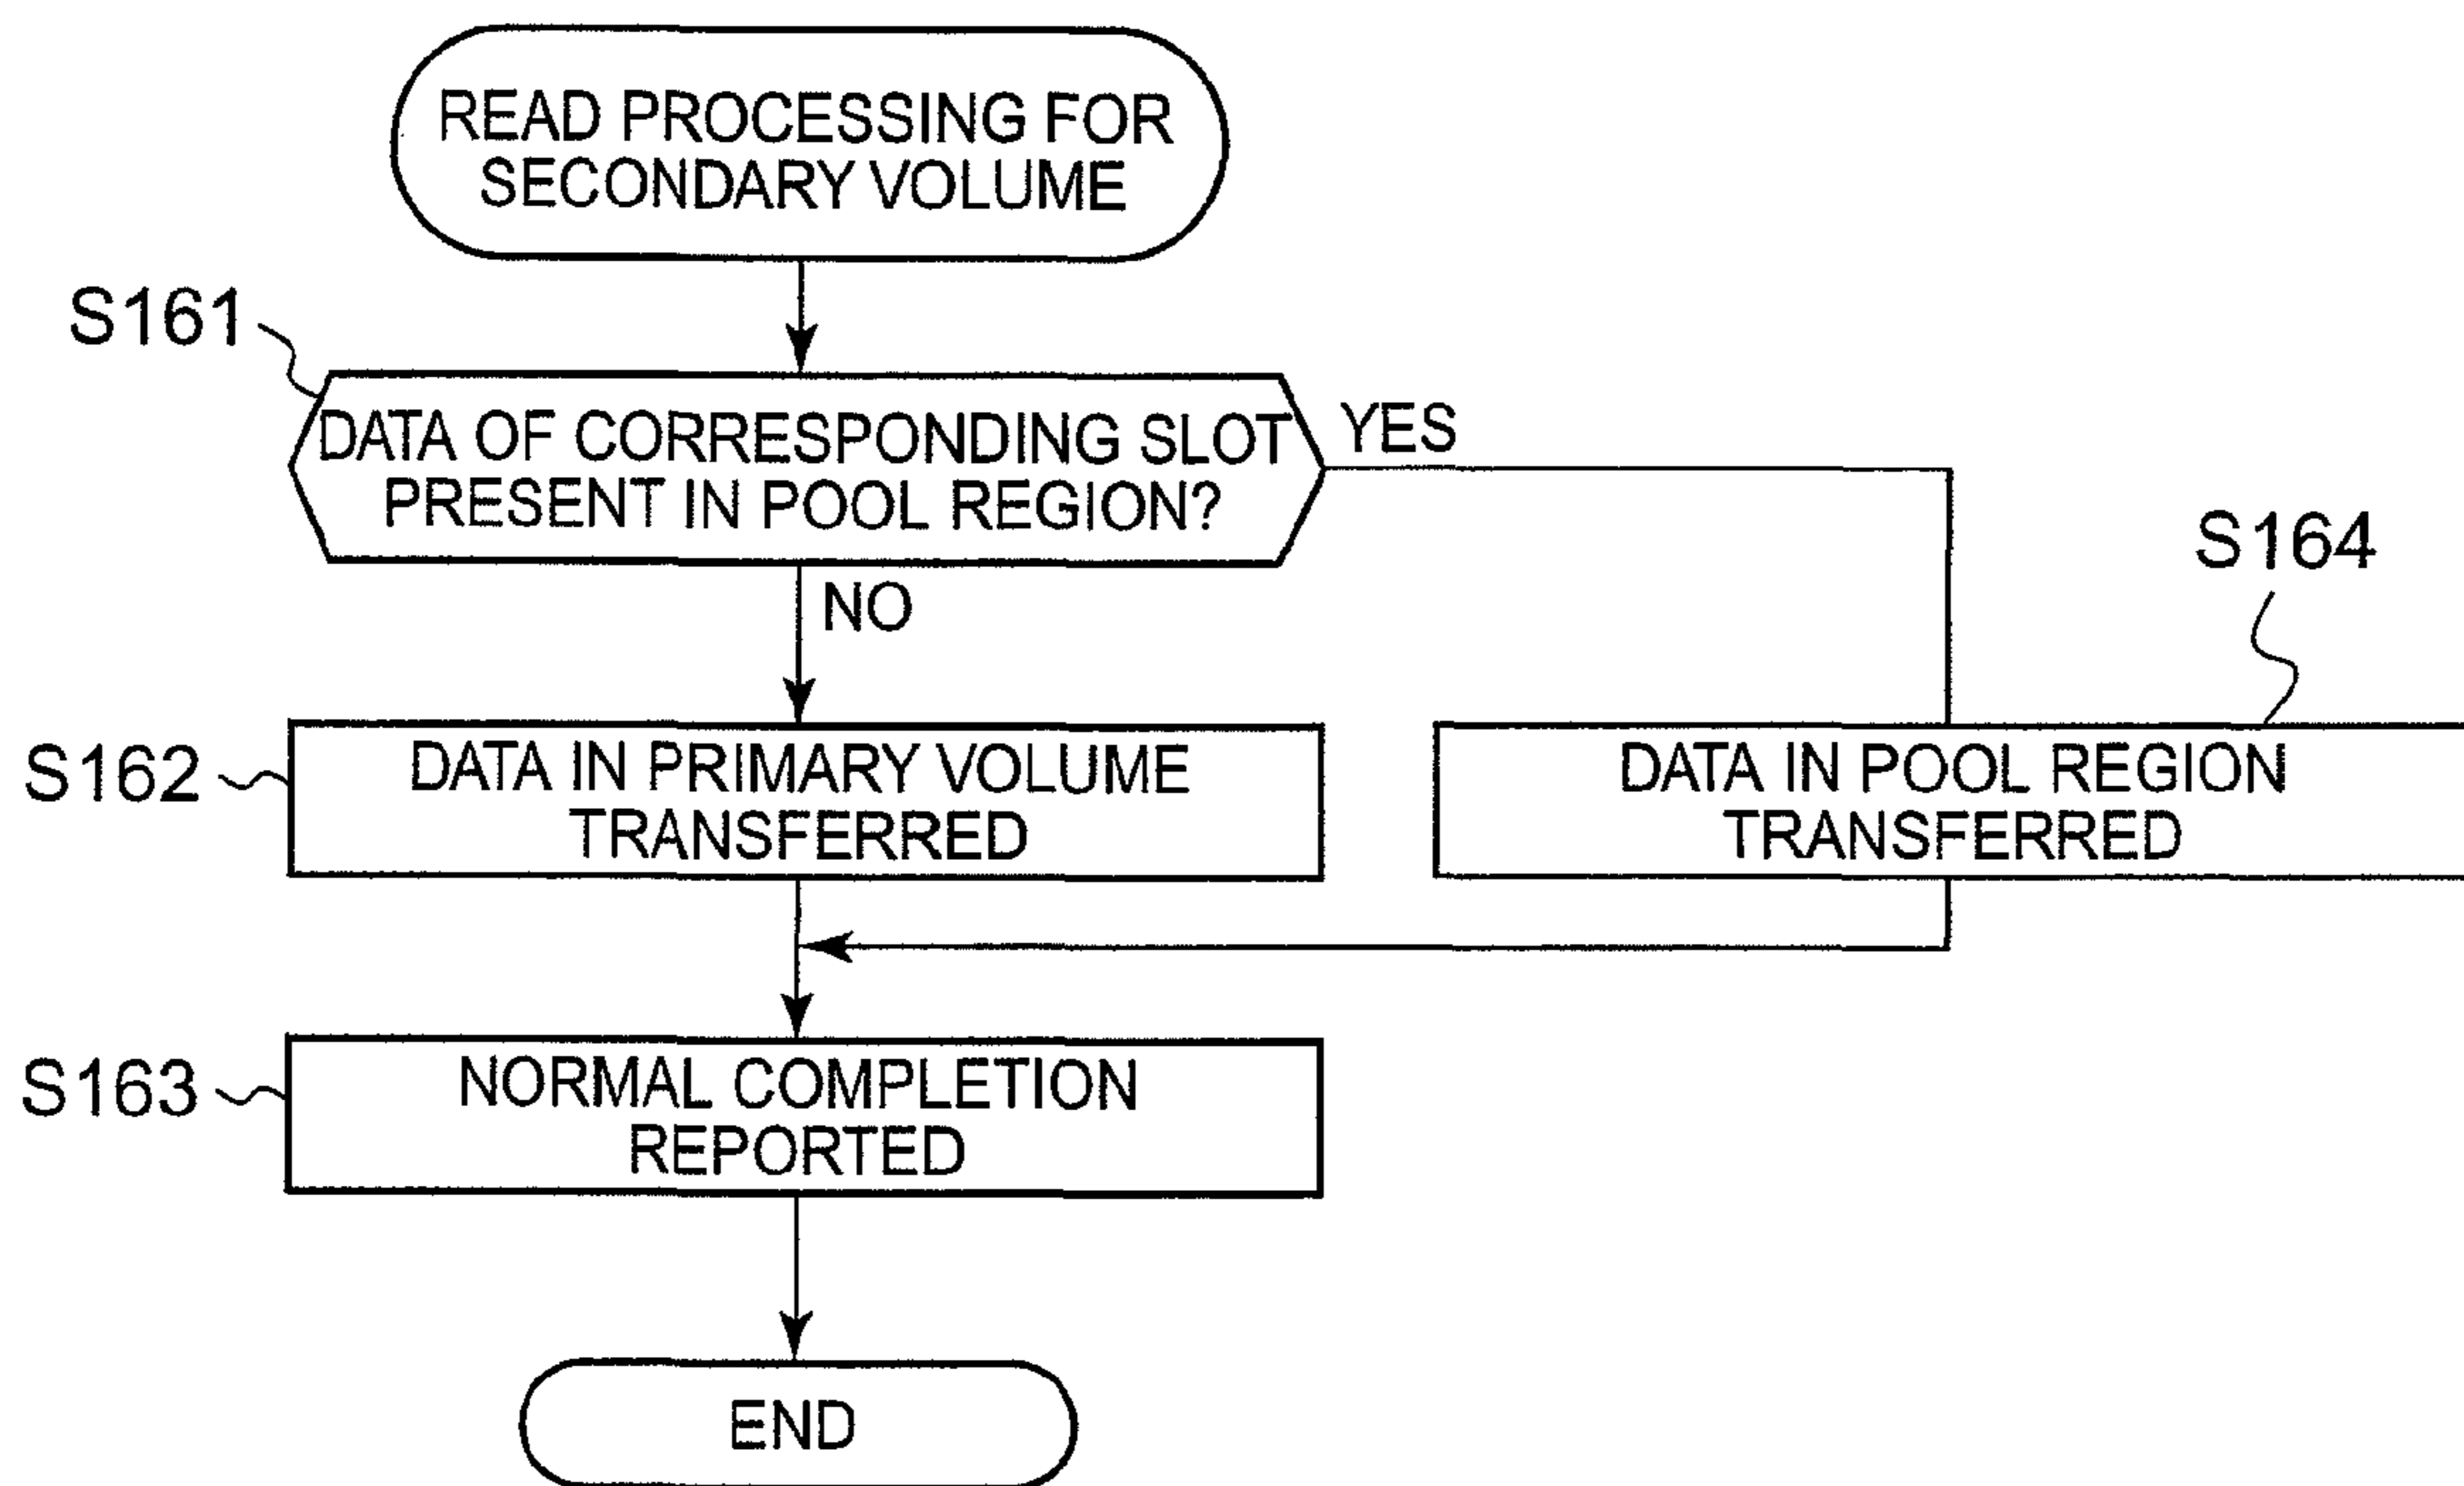 READ PROCESSING FOR
SECONDARY VOLUME
S161
DATA OF CORRESPONDING SLOT
PRESENT IN POOL REGION?
YES
NO
S164
S162
DATA IN PRIMARY VOLUME
TRANSFERRED
DATA IN POOL REGION
TRANSFERRED
S163
NORMAL COMPLETION
REPORTED
END